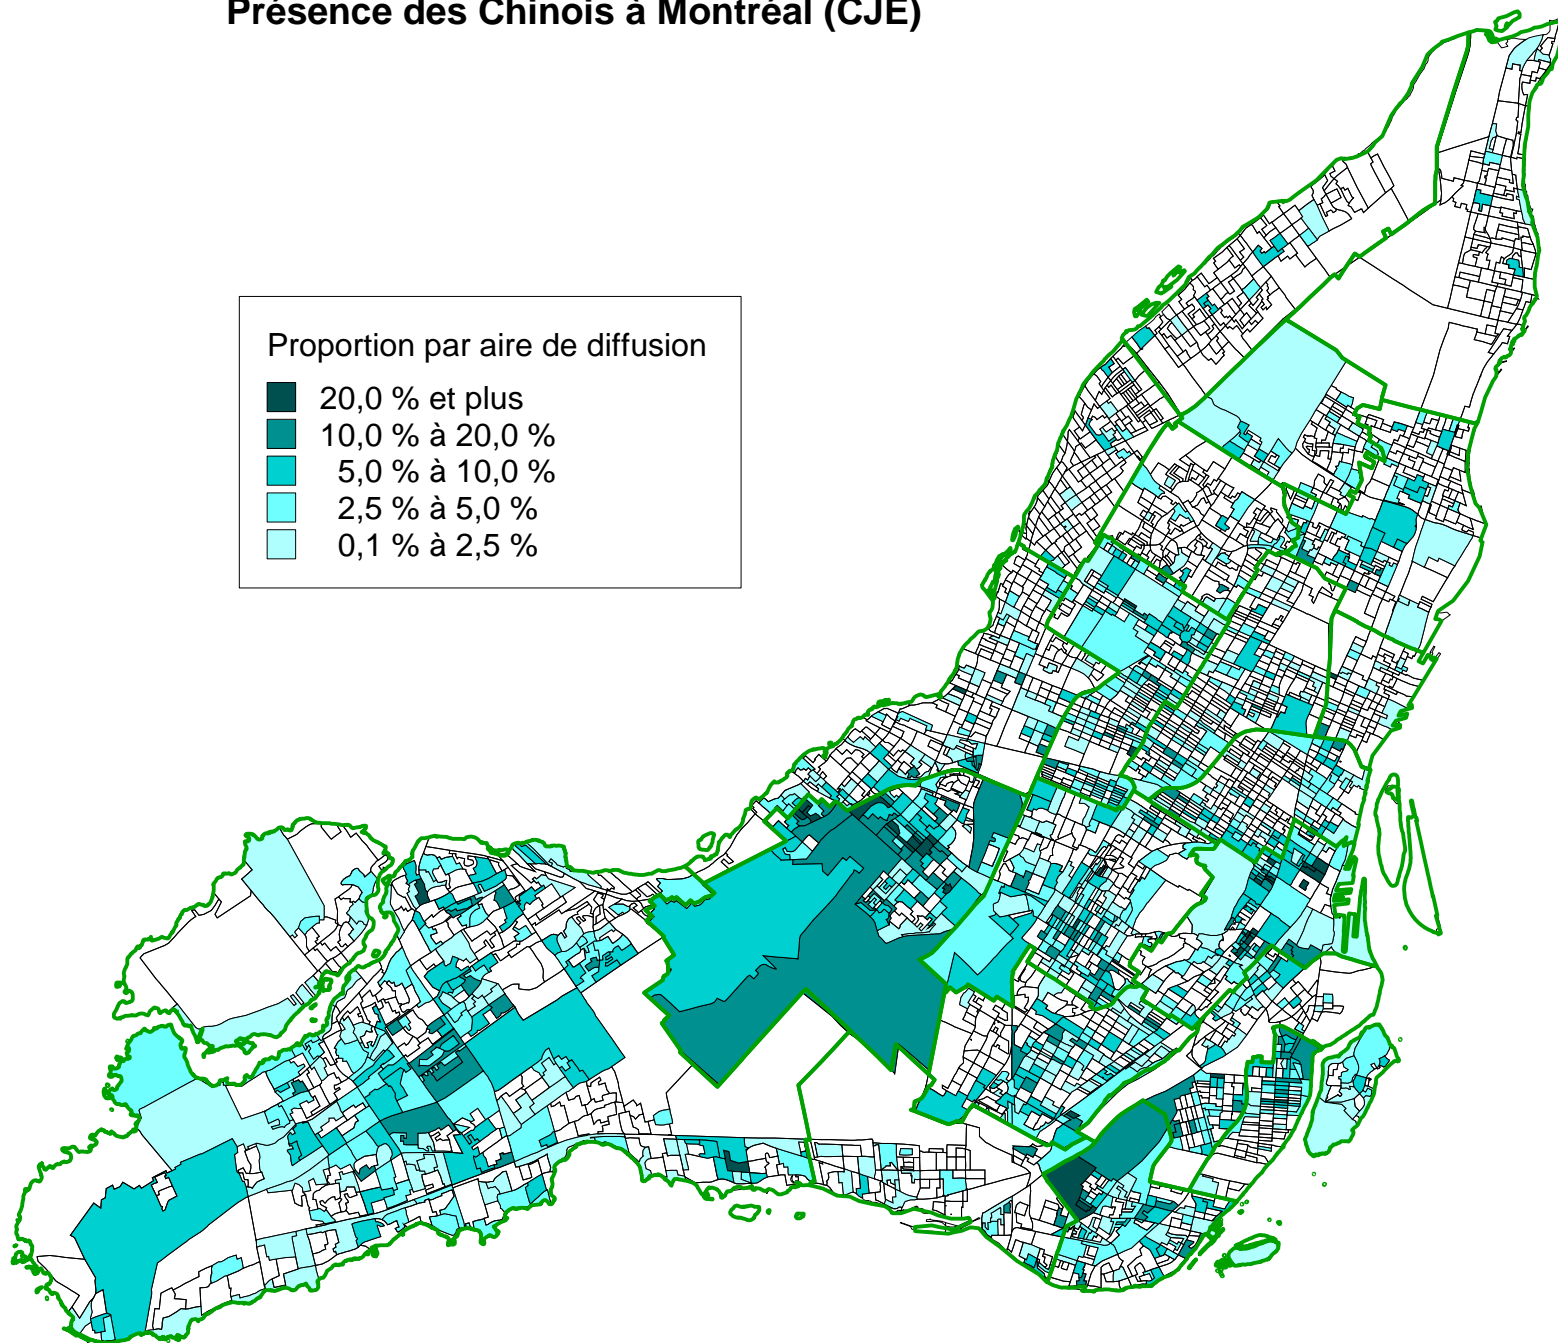 Présence des Chinois à Montréal (CJE)
Proportion par aire de diffusion
20,0 % et plus
10,0 % à 20,0 %
5,0 % à 10,0 %
2,5 % à 5,0 %
0,1 % à 2,5 %